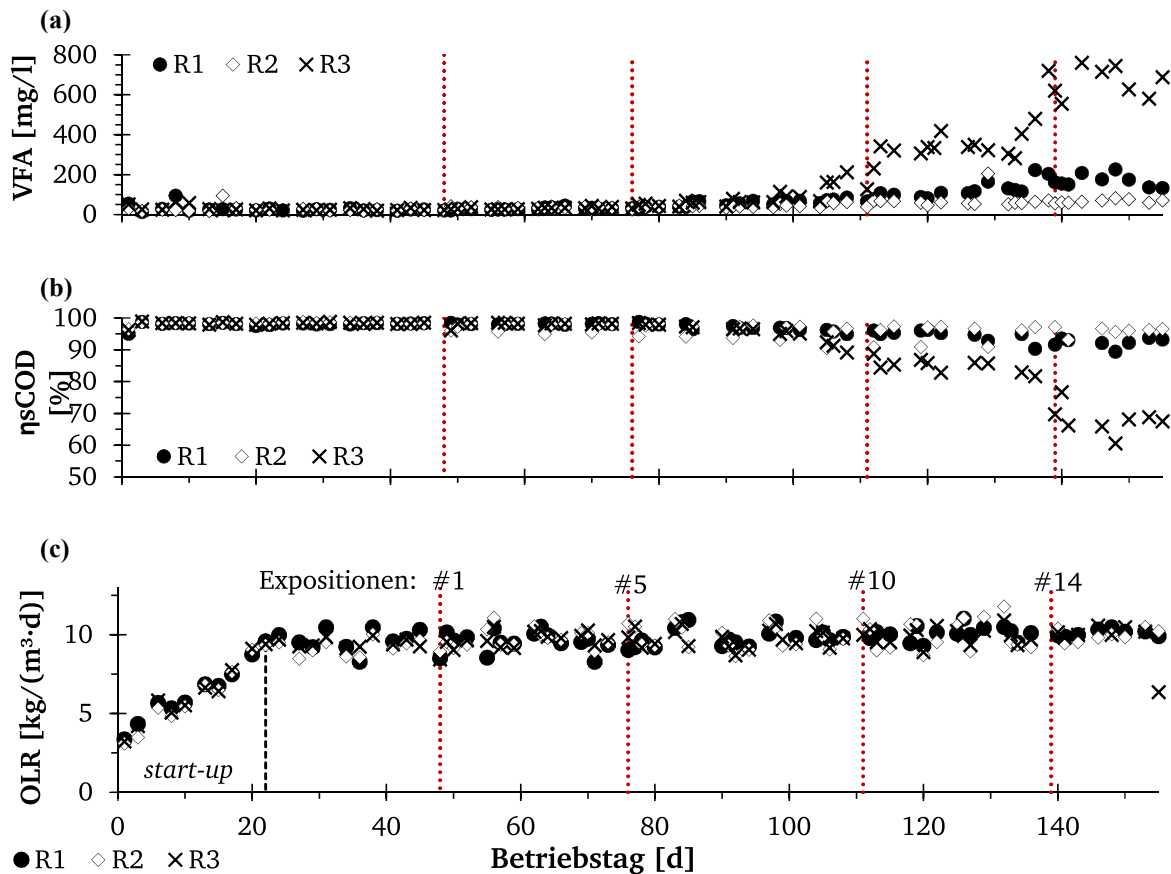 (a)
VFA [mg/l]
800
600
400
200
0
R1 R2 R3
(b)
ηsCOD
[%]
100
90
80
70
60
50
R1 R2 R3
(c)
OLR [kg/(m³·d)]
Expositionen: #1 #5 #10 #14
10
5
0
start-up
0 20 40 60 80 100 120 140
Betriebstag [d]
R1 R2 R3